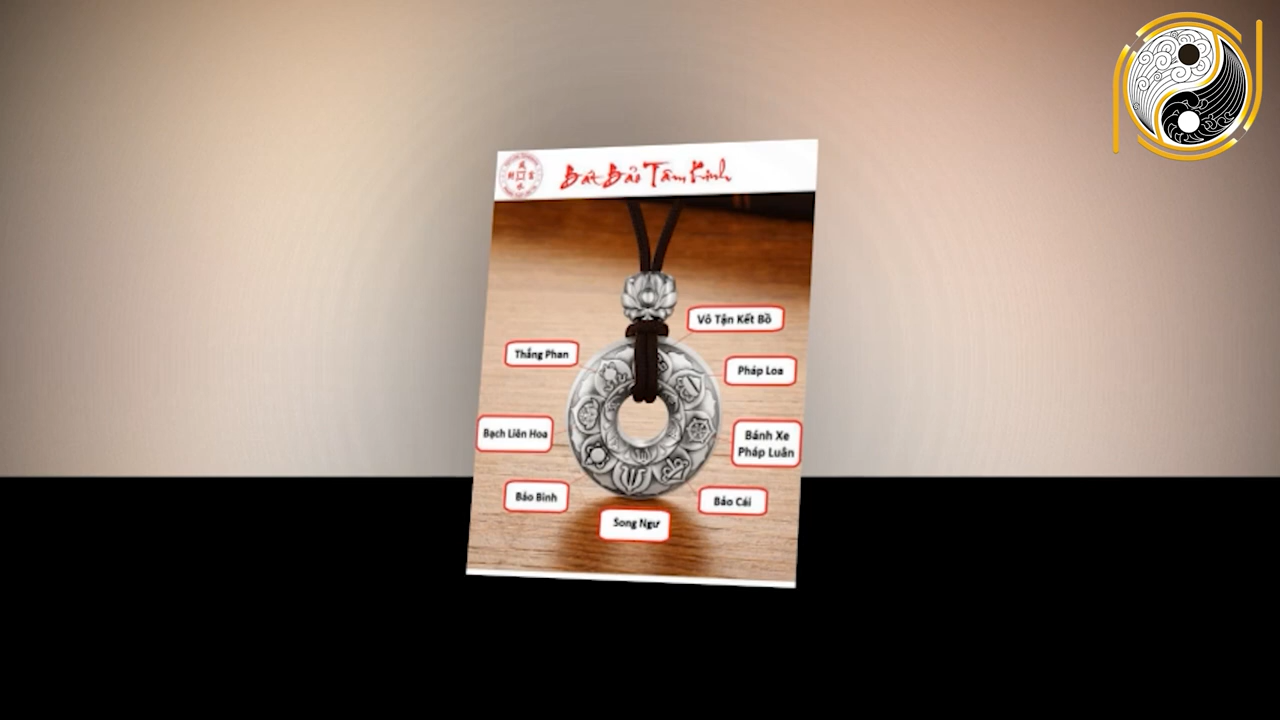 Bát Bảo Tâm Kinh
Vô Tận Kết Bồ
Thắng Phan
Pháp Loa
Bạch Liên Hoa
Bánh Xe
Pháp Luân
Bảo Bình
Bảo Cái
Song Ngư